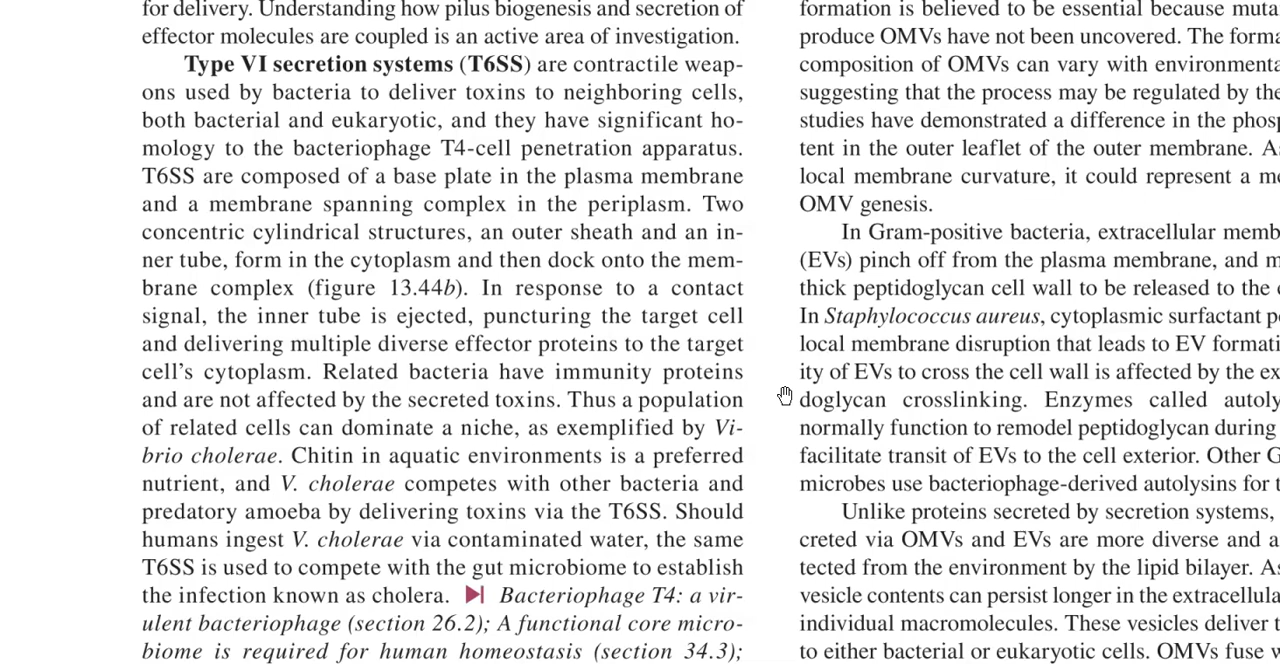 for delivery. Understanding how pilus biogenesis and secretion of
effector molecules are coupled is an active area of investigation.
Type VI secretion systems (T6SS) are contractile weap-
ons used by bacteria to deliver toxins to neighboring cells,
both bacterial and eukaryotic, and they have significant ho-
mology to the bacteriophage T4-cell penetration apparatus.
T6SS are composed of a base plate in the plasma membrane
and a membrane spanning complex in the periplasm. Two
concentric cylindrical structures, an outer sheath and an in-
ner tube, form in the cytoplasm and then dock onto the mem-
brane complex (figure 13.44b). In response to a contact
signal, the inner tube is ejected, puncturing the target cell
and delivering multiple diverse effector proteins to the target
cell's cytoplasm. Related bacteria have immunity proteins
and are not affected by the secreted toxins. Thus a population
of related cells can dominate a niche, as exemplified by Vi-
brio cholerae. Chitin in aquatic environments is a preferred
nutrient, and V. cholerae competes with other bacteria and
predatory amoeba by delivering toxins via the T6SS. Should
humans ingest V. cholerae via contaminated water, the same
T6SS is used to compete with the gut microbiome to establish
the infection known as cholera. Bacteriophage T4: a vir-
ulent bacteriophage (section 26.2); A functional core micro-
biome is required for human homeostasis (section 34.3);
formation is believed to be essential because muta
produce OMVs have not been uncovered. The forma
composition of OMVs can vary with environmenta
suggesting that the process may be regulated by the
studies have demonstrated a difference in the phosp
tent in the outer leaflet of the outer membrane. As
local membrane curvature, it could represent a me
OMV genesis.
In Gram-positive bacteria, extracellular memb
(EVs) pinch off from the plasma membrane, and m
thick peptidoglycan cell wall to be released to the
In Staphylococcus aureus, cytoplasmic surfactant p
local membrane disruption that leads to EV formati
ity of EVs to cross the cell wall is affected by the ex
doglycan crosslinking. Enzymes called autoly
normally function to remodel peptidoglycan during
facilitate transit of EVs to the cell exterior. Other G
microbes use bacteriophage-derived autolysins for t
Unlike proteins secreted by secretion systems,
creted via OMVs and EVs are more diverse and a
tected from the environment by the lipid bilayer. As
vesicle contents can persist longer in the extracellula
individual macromolecules. These vesicles deliver t
to either bacterial or eukaryotic cells. OMVs fuse w